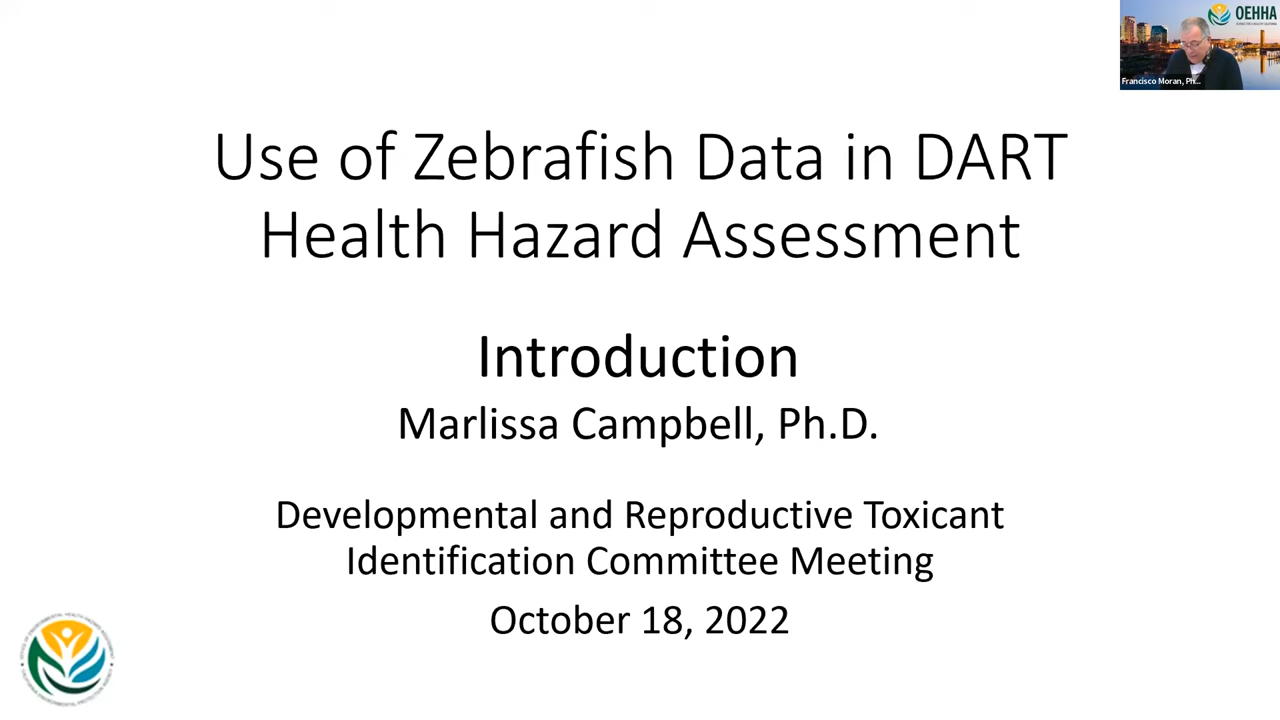 OEHHA
Francisco Moran, Ph...
Use of Zebrafish Data in DART
Health Hazard Assessment
Introduction
Marlissa Campbell, Ph.D.
Developmental and Reproductive Toxicant
Identification Committee Meeting
October 18, 2022